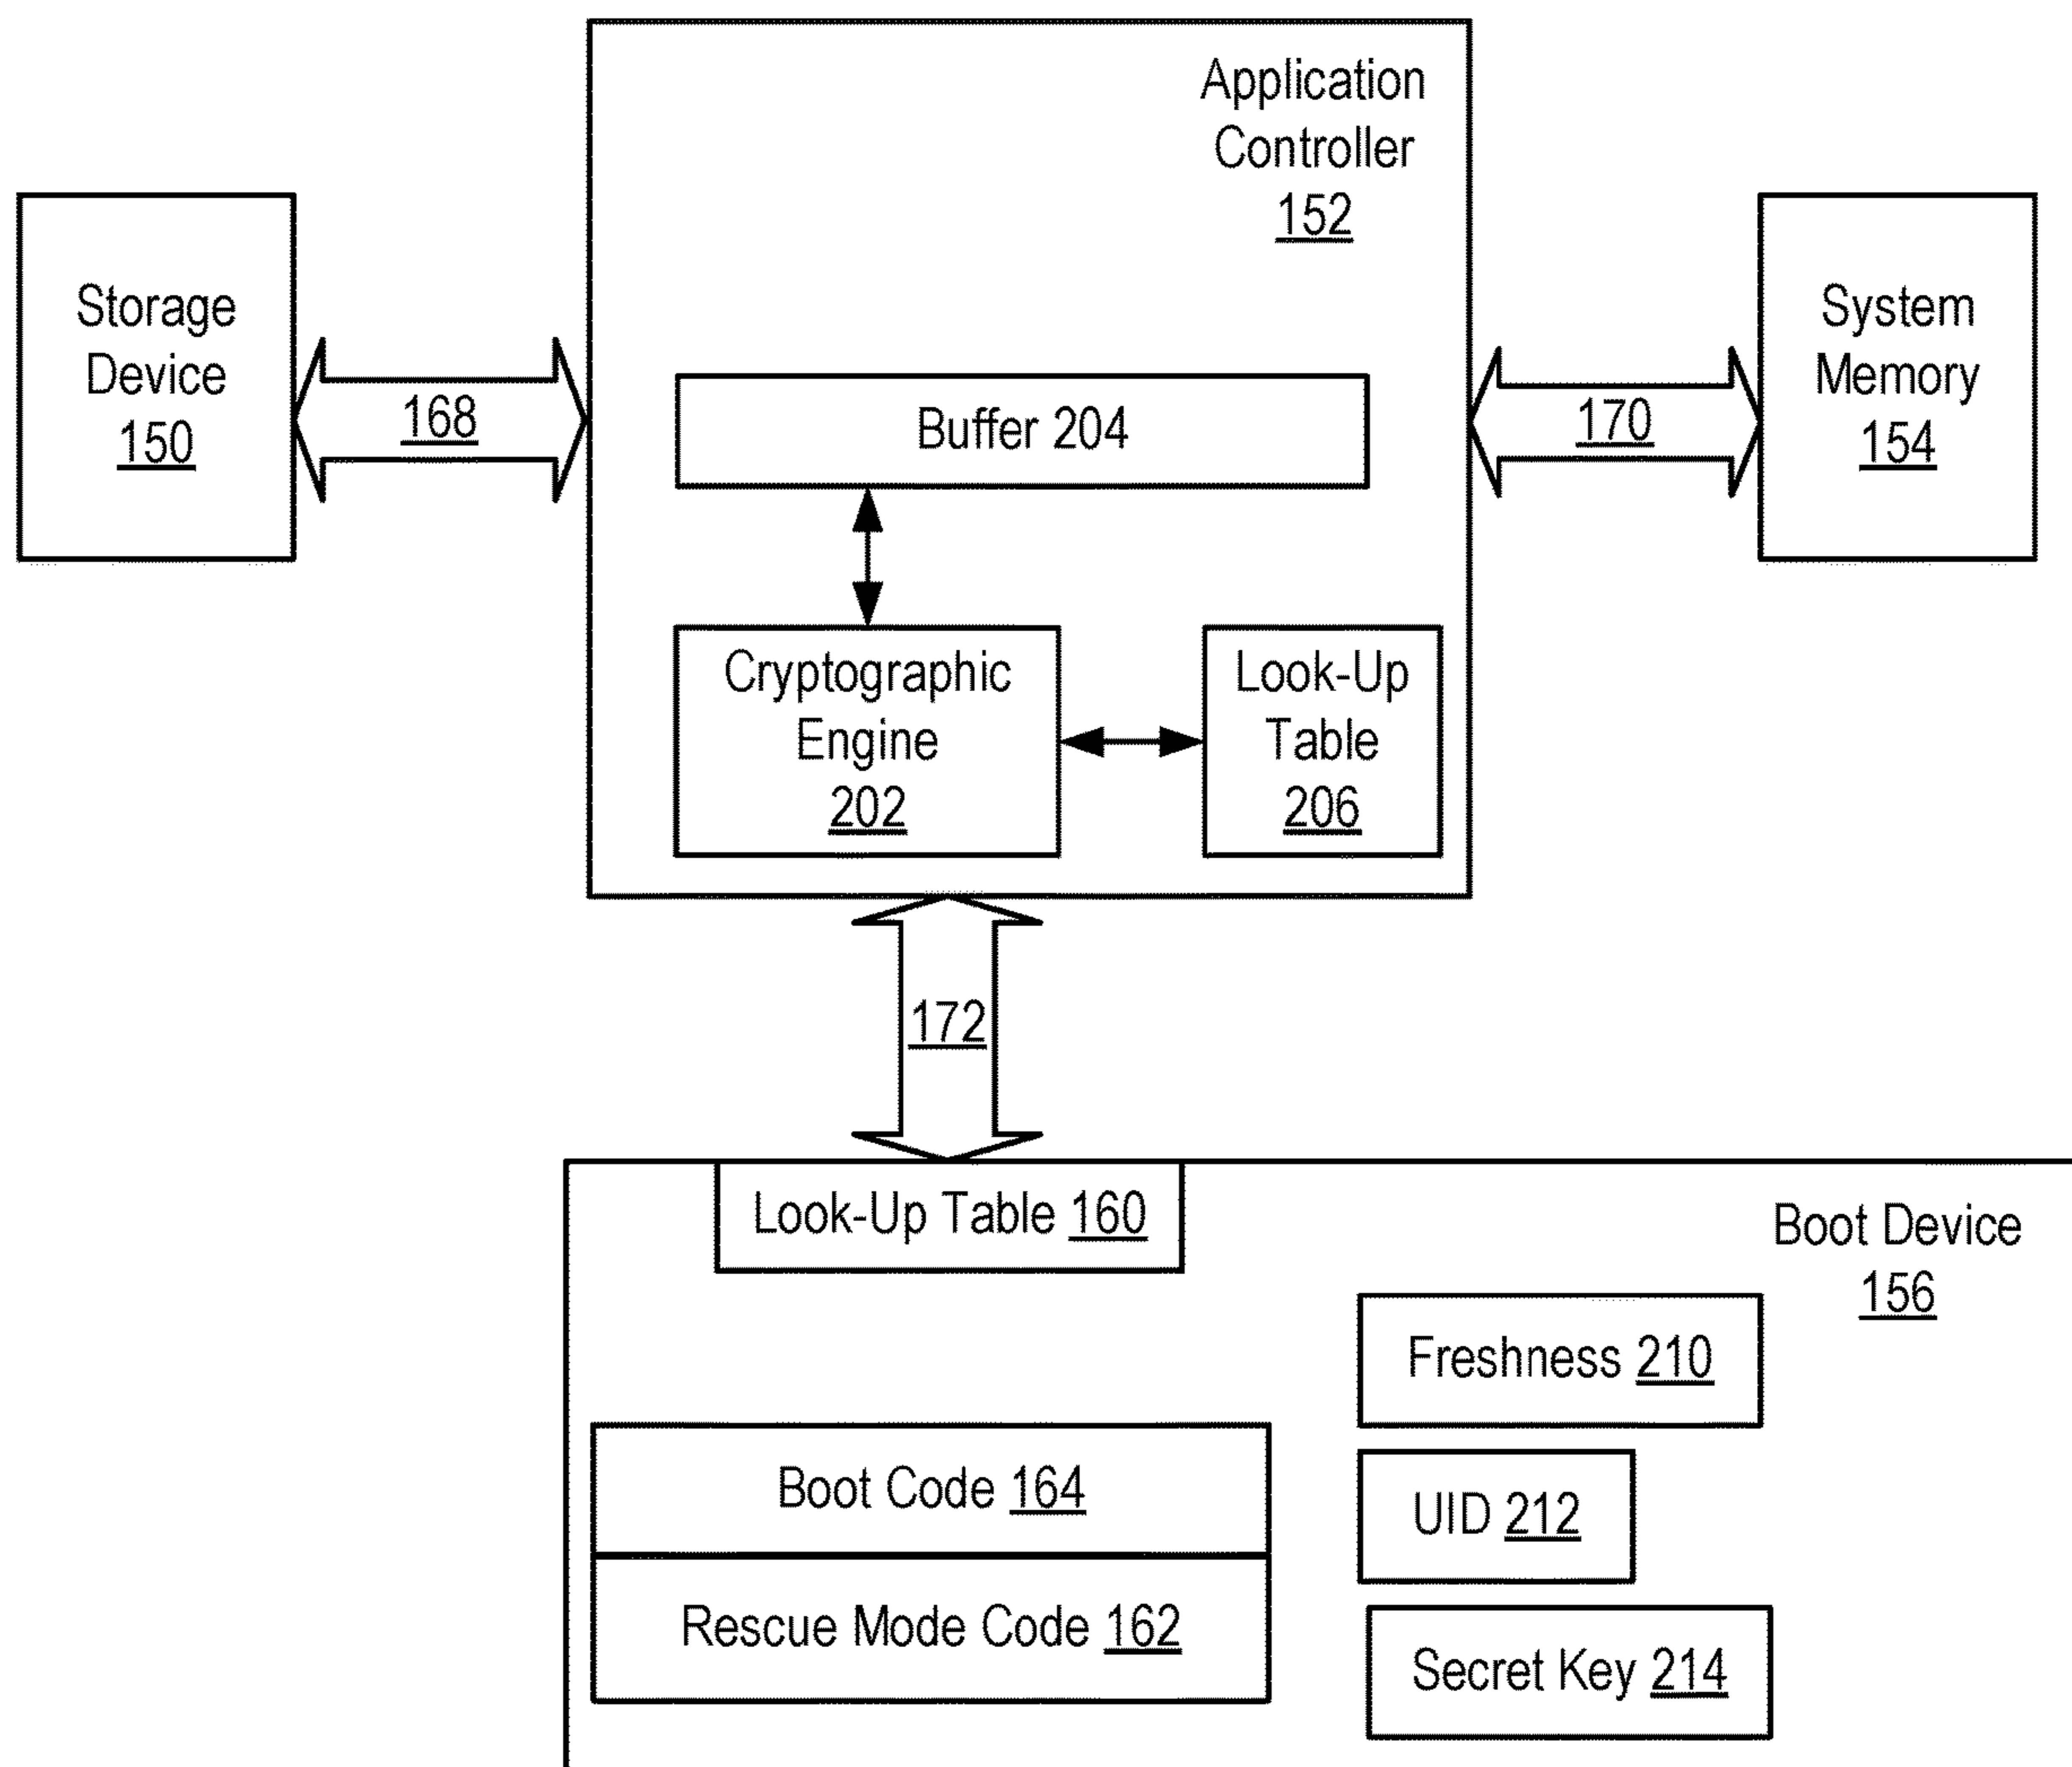 Application
Controller
152
Storage
Device
150
168
Buffer 204
170
System
Memory
154
Cryptographic
Engine
202
Look-Up
Table
206
172
Look-Up Table 160
Boot Device
156
Freshness 210
Boot Code 164
UID 212
Rescue Mode Code 162
Secret Key 214